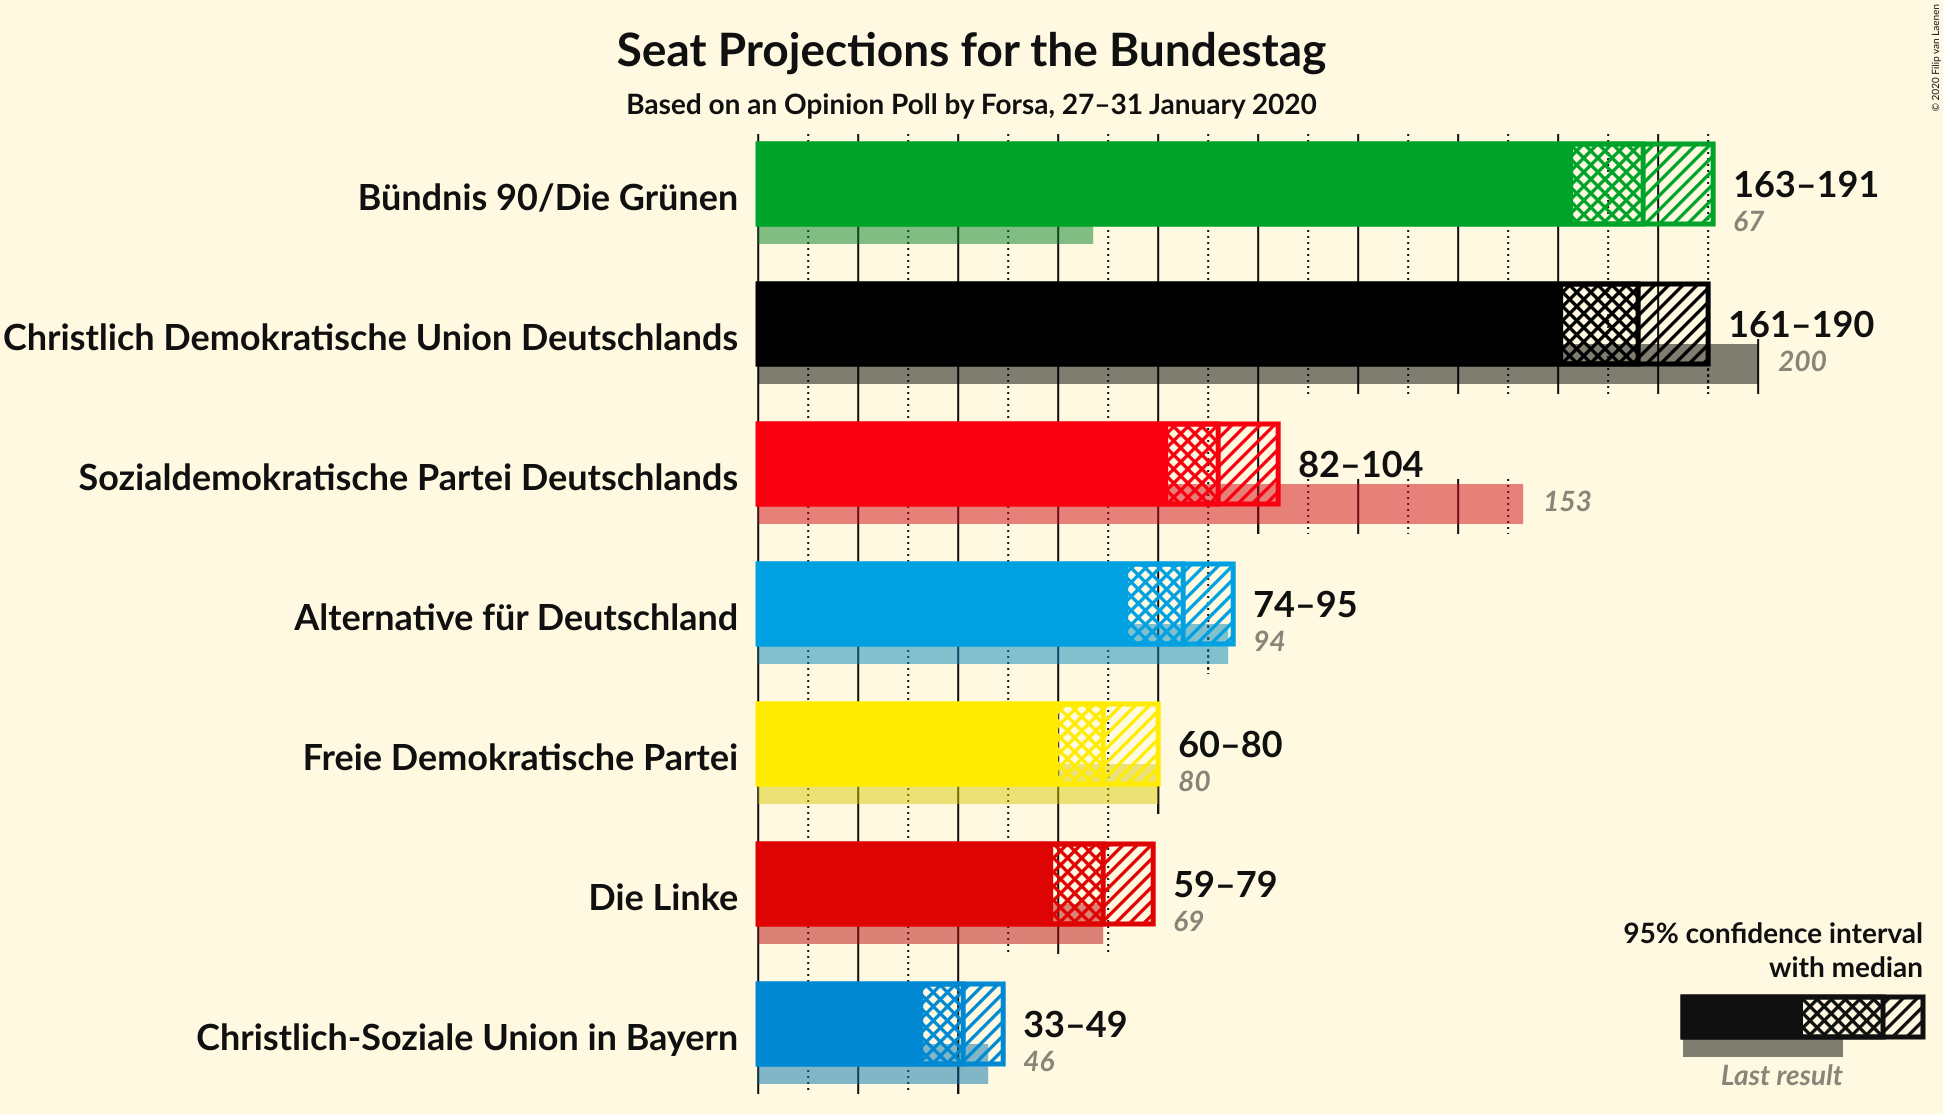 Seat Projections for the Bundestag
Based on an Opinion Poll by Forsa, 27–31 January 2020
© 2020 Filip van Laenen
Bündnis 90/Die Grünen
163–191
67
Christlich Demokratische Union Deutschlands
161–190
200
Sozialdemokratische Partei Deutschlands
82–104
153
Alternative für Deutschland
74–95
94
Freie Demokratische Partei
60–80
80
Die Linke
59–79
69
Christlich-Soziale Union in Bayern
33–49
46
95% confidence interval
with median
Last result